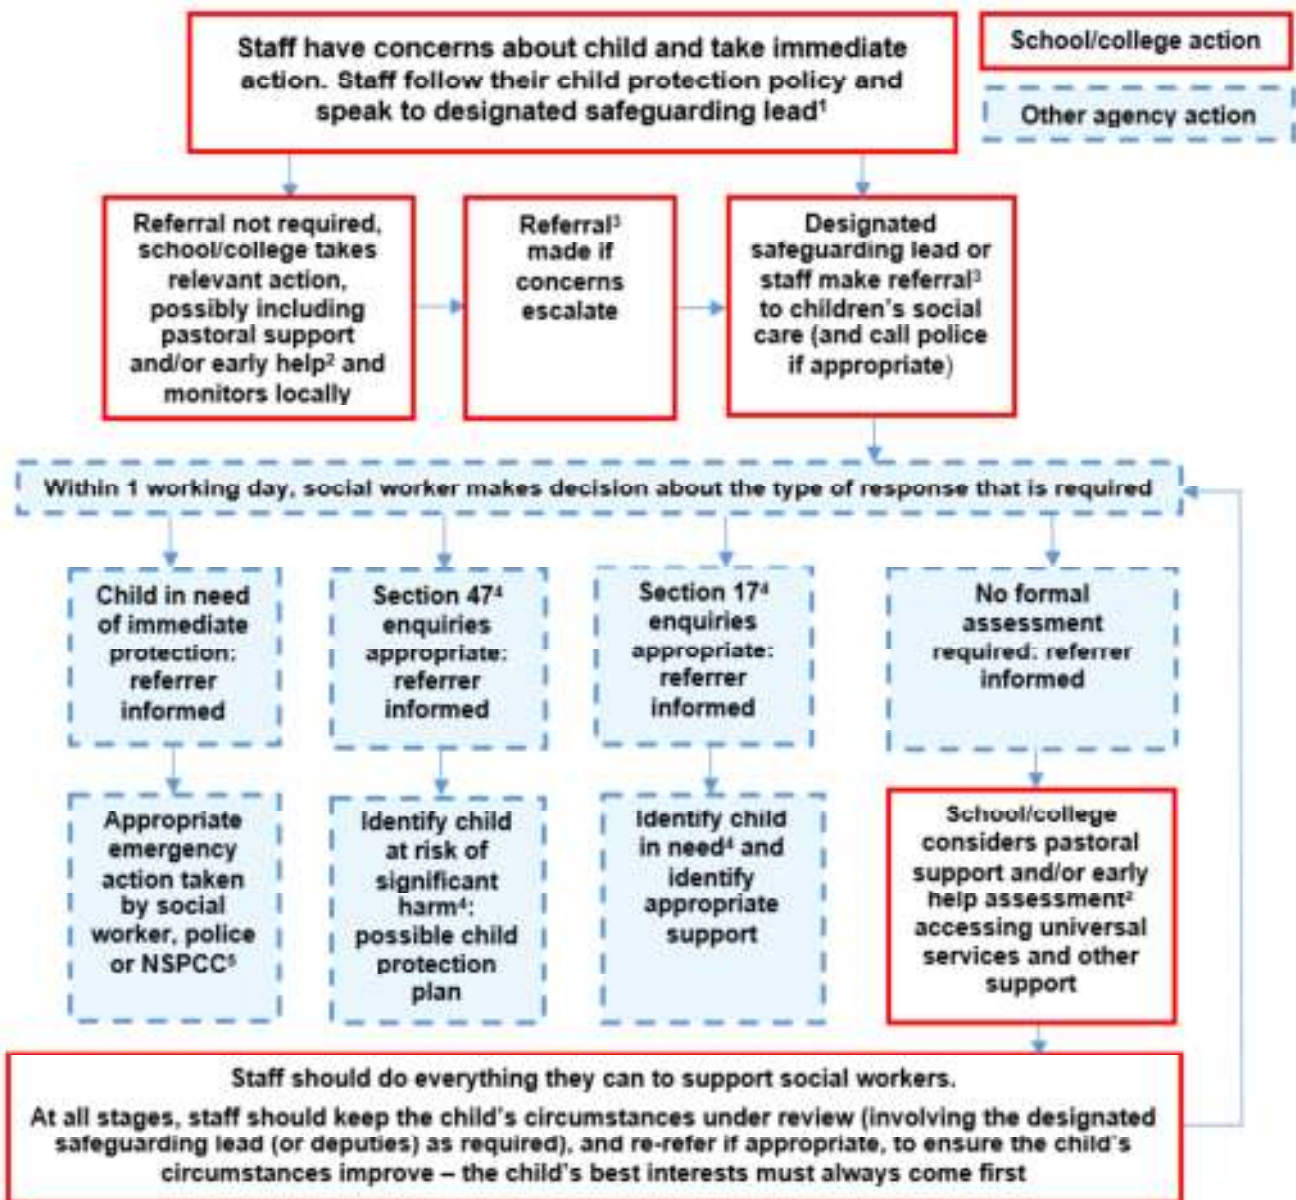 Staff have concerns about child and take immediate
action. Staff follow their child protection policy and
speak to designated safeguarding lead¹
School/college action
Other agency action
Referral not required,
school/college takes
relevant action,
possibly including
pastoral support
and/or early help² and
monitors locally
Referral³
made if
concerns
escalate
Designated
safeguarding lead or
staff make referral³
to children's social
care (and call police
if appropriate)
Within 1 working day, social worker makes decision about the type of response that is required
Child in need
of immediate
protection:
referrer
informed
Section 47⁴
enquiries
appropriate:
referrer
informed
Section 17⁴
enquiries
appropriate:
referrer
informed
No formal
assessment
required: referrer
informed
Appropriate
emergency
action taken
by social
worker, police
or NSPCC⁵
Identify child
at risk of
significant
harm⁴:
possible child
protection
plan
Identify child
in need⁴ and
identify
appropriate
support
School/college
considers pastoral
support and/or early
help assessment²
accessing universal
services and other
support
Staff should do everything they can to support social workers.
At all stages, staff should keep the child's circumstances under review (involving the designated
safeguarding lead (or deputies) as required), and re-refer if appropriate, to ensure the child's
circumstances improve – the child's best interests must always come first